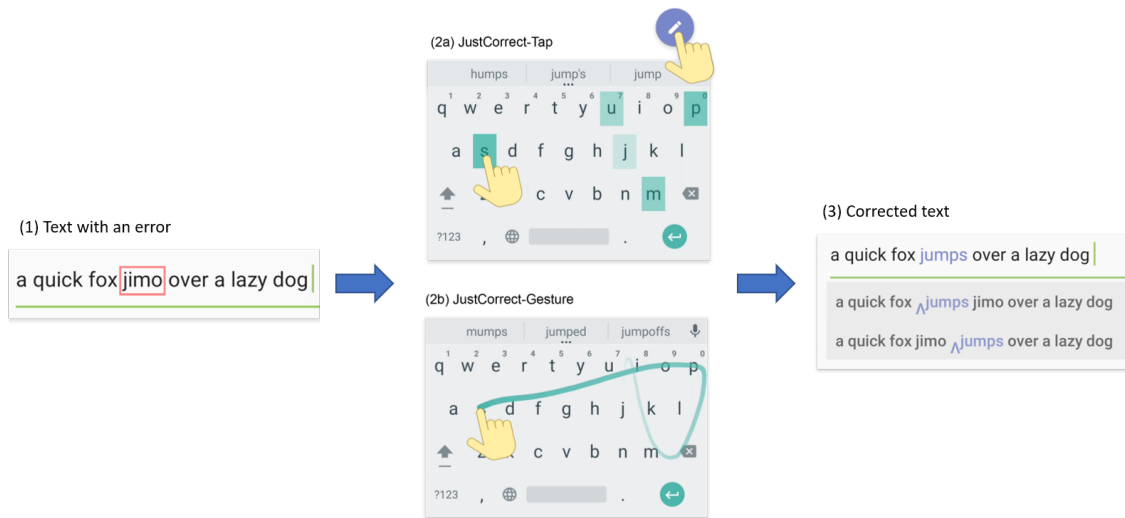 (1) Text with an error
a quick fox jimo over a lazy dog
(2a) JustCorrect-Tap
humps jump's jump
1 2 3 4 5 6 7 8 9 0
q w e r t y u i o p
a s d f g h j k l
z c v b n m
?123 , .
(2b) JustCorrect-Gesture
mumps jumped jumpoffs
1 2 3 4 5 6 7 8 9 0
q w e r t y u i o p
a d f g h j k l
z x c v b n m
?123 , .
(3) Corrected text
a quick fox jumps over a lazy dog
a quick fox jumps jimo over a lazy dog
a quick fox jimo jumps over a lazy dog